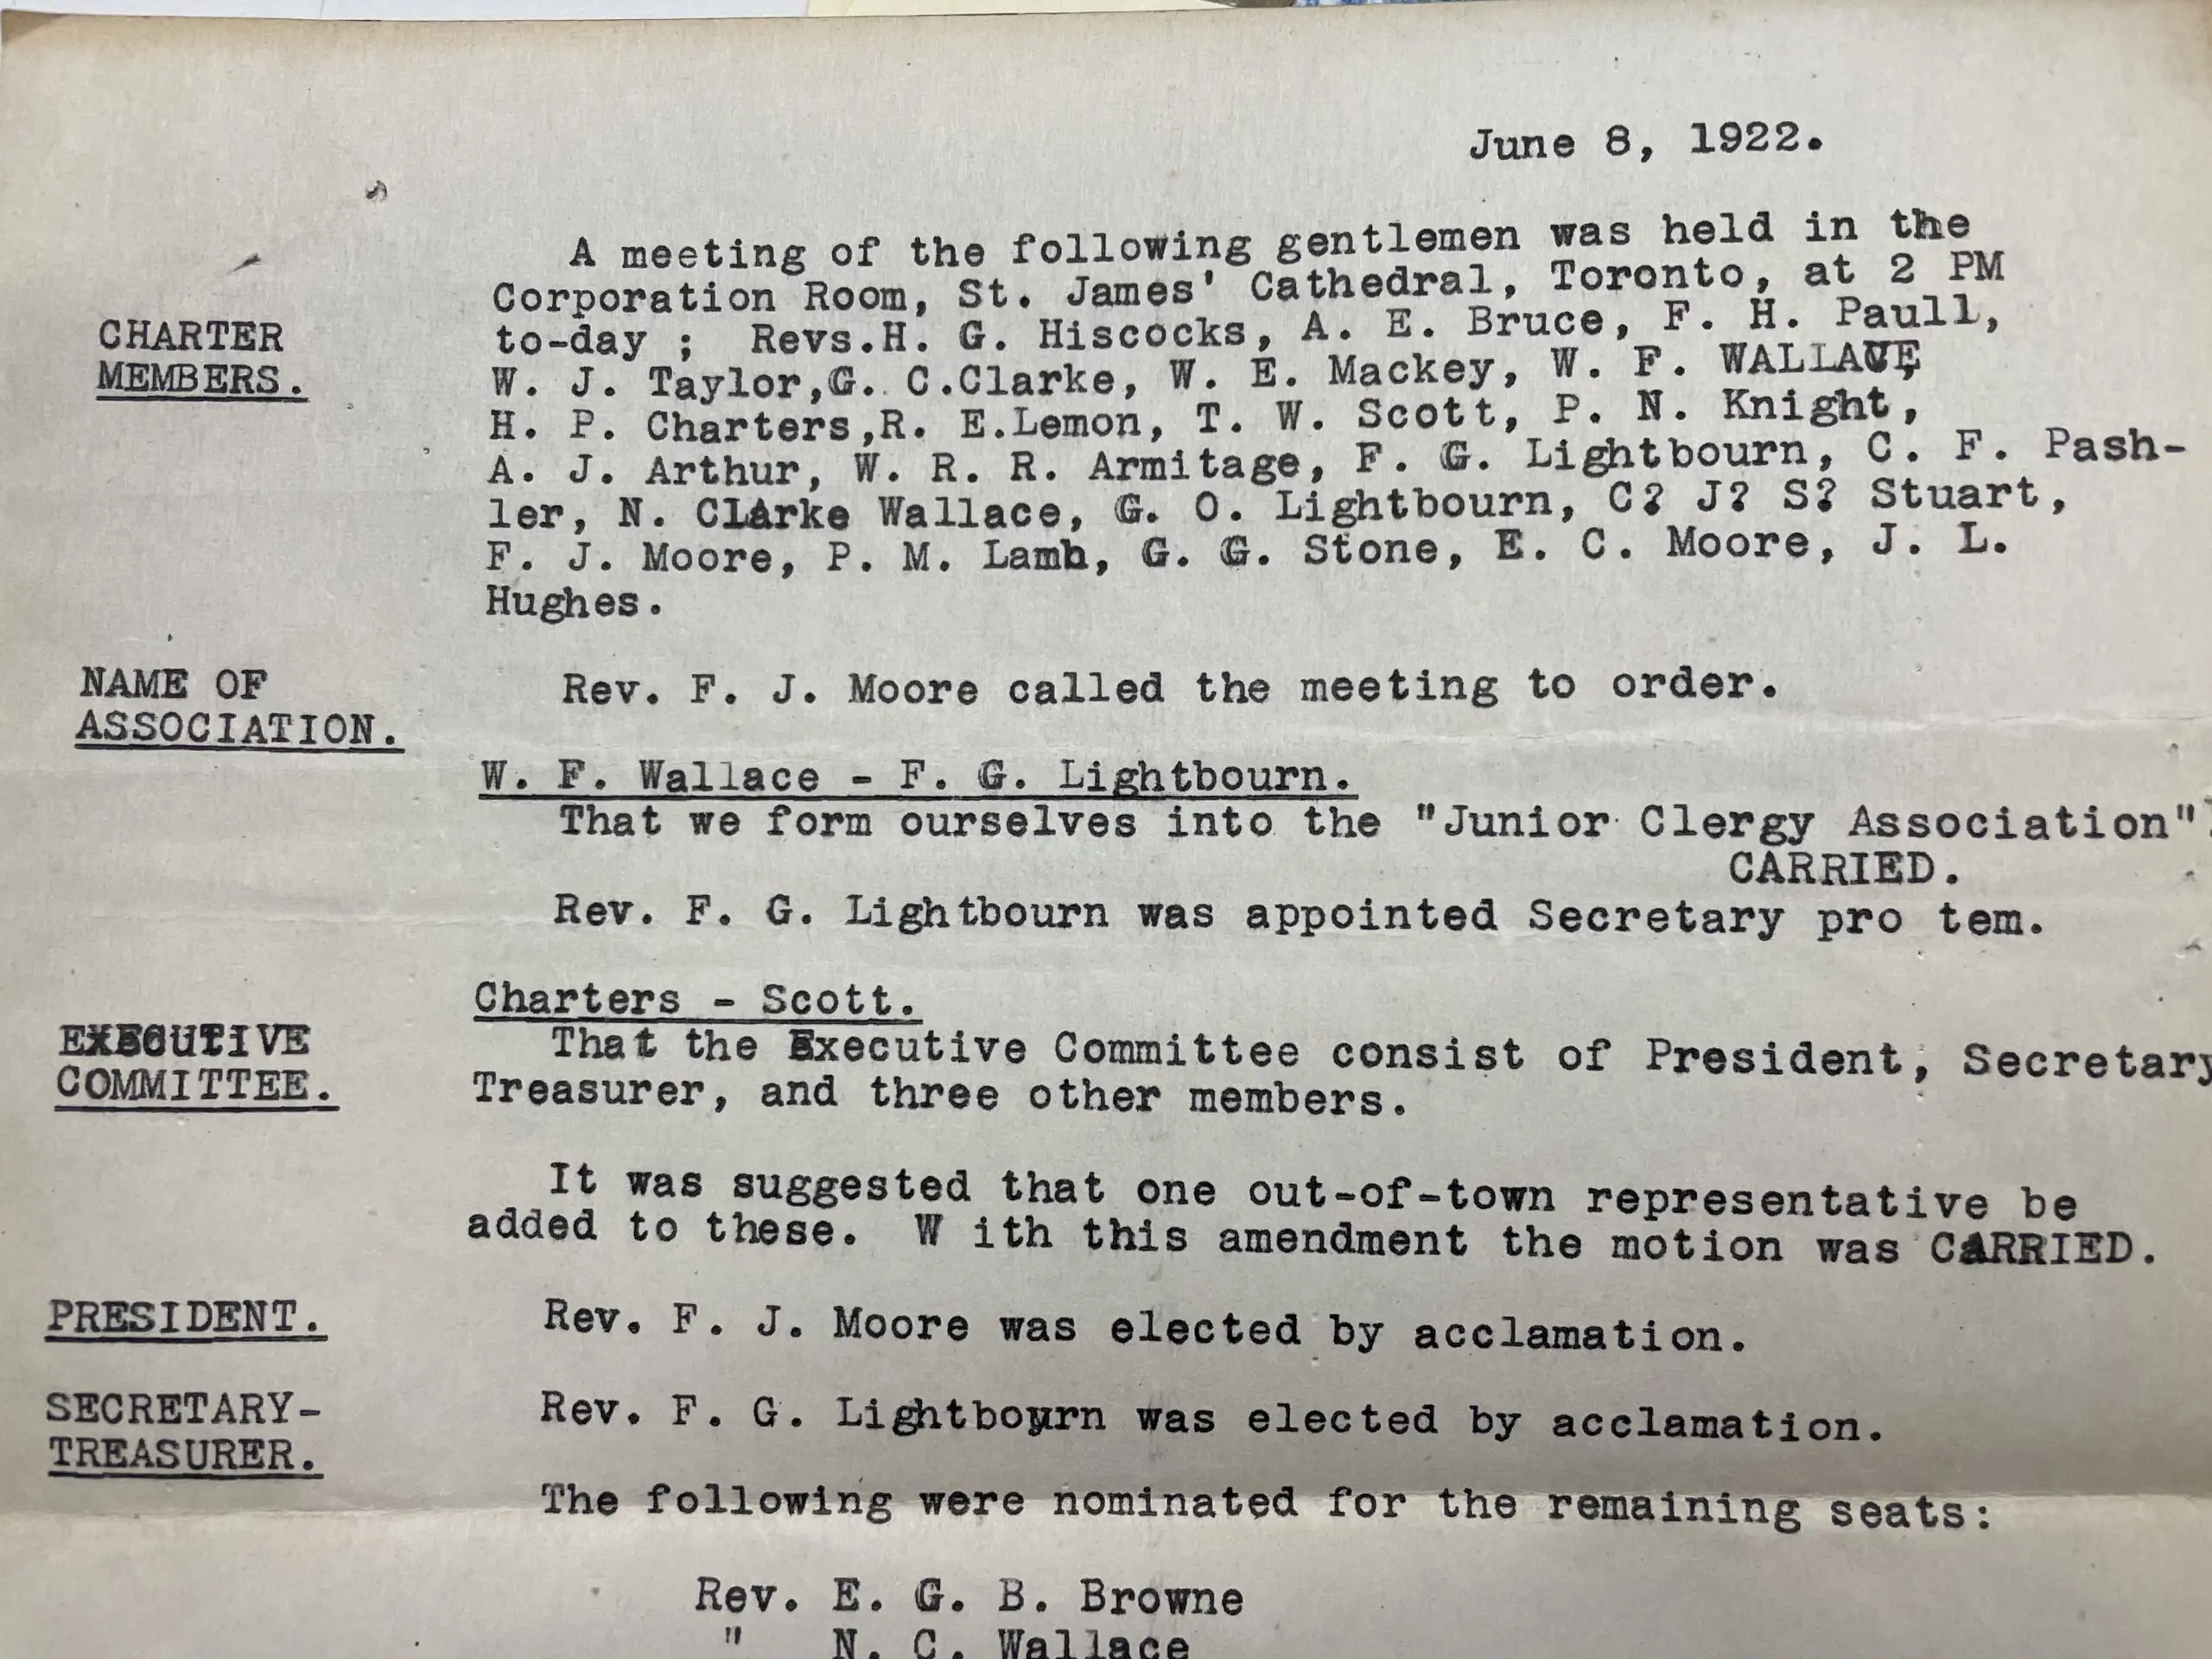 June 8, 1922.
A meeting of the following gentlemen was held in the
Corporation Room, St. James' Cathedral, Toronto, at 2 PM
CHARTER
MEMBERS.
to-day ; Revs.H. G. Hiscocks, A. E. Bruce, F. H. Paull,
W. J. Taylor,G. C.Clarke, W. E. Mackey, W. F. WALLACE,
H. P. Charters,R. E.Lemon, T. W. Scott, P. N. Knight,
A. J. Arthur, W. R. R. Armitage, F. G. Lightbourn, C. F. Pash-
ler, N. Clarke Wallace, G. O. Lightbourn, C? J? S? Stuart,
F. J. Moore, P. M. Lamb, G. G. Stone, E. C. Moore, J. L.
Hughes.
NAME OF
ASSOCIATION.
Rev. F. J. Moore called the meeting to order.
W. F. Wallace - F. G. Lightbourn.
That we form ourselves into the "Junior Clergy Association".
CARRIED.
Rev. F. G. Lightbourn was appointed Secretary pro tem.
Charters - Scott.
EXECUTIVE
COMMITTEE.
That the Executive Committee consist of President, Secretary
Treasurer, and three other members.
It was suggested that one out-of-town representative be
added to these. W ith this amendment the motion was CARRIED.
PRESIDENT.
Rev. F. J. Moore was elected by acclamation.
SECRETARY-
TREASURER.
Rev. F. G. Lightbourn was elected by acclamation.
The following were nominated for the remaining seats:
Rev. E. G. B. Browne
" N. C. Wallace